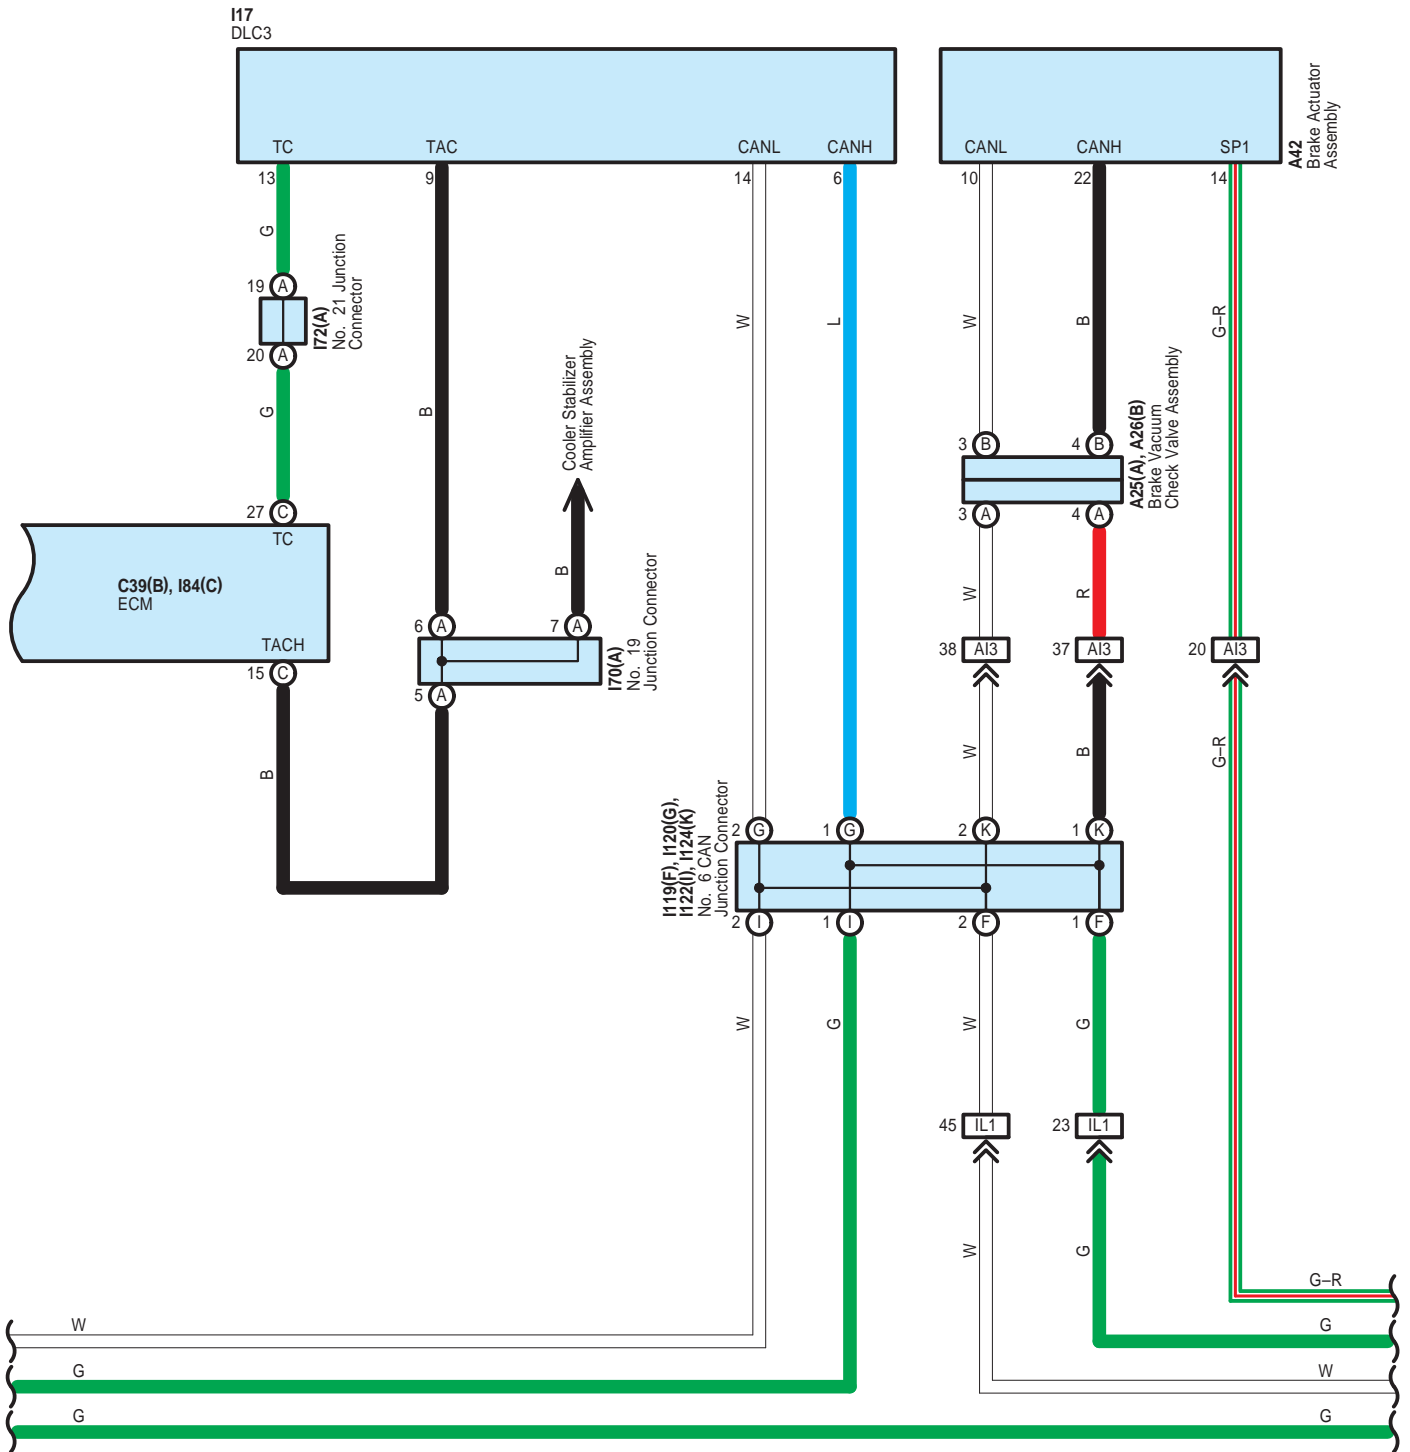 I17
DLC3
TC
TAC
CANL
CANH
CANL
CANH
SP1
A42
Brake Actuator
Assembly
13
9
14
6
10
22
14
G
19
A
I72(A)
No. 21 Junction
Connector
W
L
W
B
G–R
20
A
G
B
Cooler Stabilizer
Amplifier Assembly
3
B
4
B
A25(A), A26(B)
Brake Vacuum
Check Valve Assembly
27
C
TC
3
A
4
A
C39(B), I84(C)
ECM
B
W
R
TACH
6
A
7
A
I70(A)
No. 19
Junction Connector
38
AI3
37
AI3
20
AI3
15
C
5
A
B
W
B
G–R
I119(F), I120(G),
I122(I), I124(K)
No. 6 CAN
Junction Connector
2
G
1
G
2
K
1
K
2
I
1
I
2
F
1
F
W
G
W
G
45
IL1
23
IL1
W
G
G–R
W
G
G
W
G
G